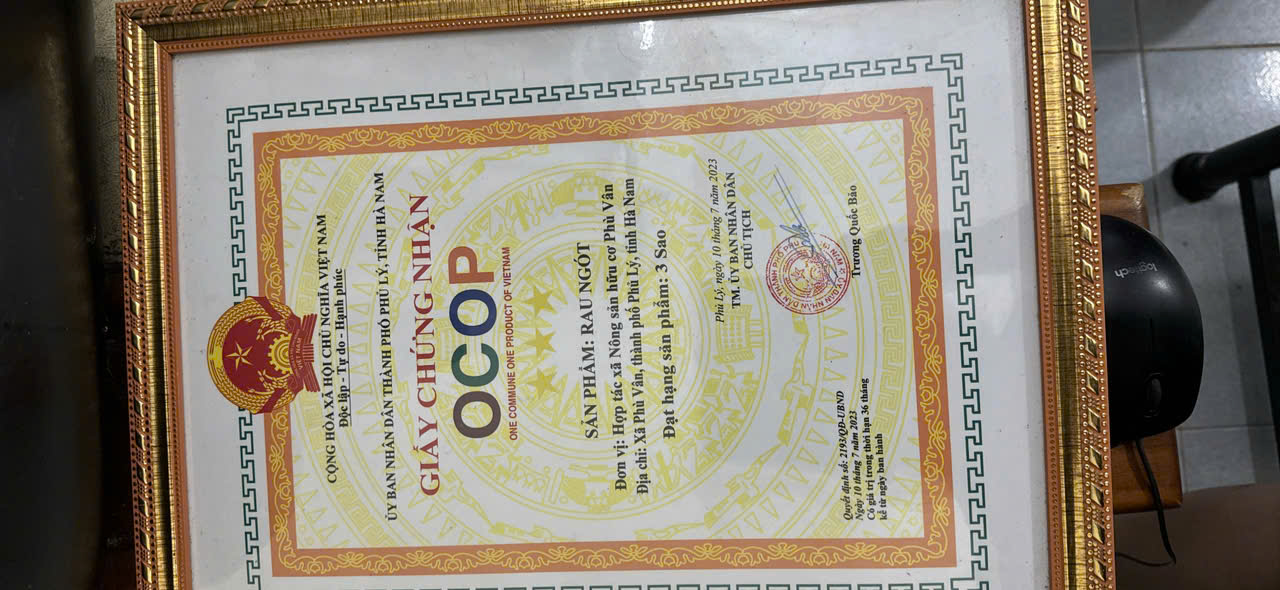 CỘNG HÒA XÃ HỘI CHỦ NGHĨA VIỆT NAM
Độc lập - Tự do - Hạnh phúc
ỦY BAN NHÂN DÂN THÀNH PHỐ PHỦ LÝ, TỈNH HÀ NAM
GIẤY CHỨNG NHẬN
OCOP
ONE COMMUNE ONE PRODUCT OF VIETNAM
SẢN PHẨM: RAU NGÓT
Đơn vị: Hợp tác xã Nông sản hữu cơ Phù Vân
Địa chỉ: Xã Phù Vân, thành phố Phủ Lý, tỉnh Hà Nam
Đạt hạng sản phẩm: 3 Sao
Phủ Lý, ngày 10 tháng 7 năm 2023
TM. ỦY BAN NHÂN DÂN
CHỦ TỊCH
Trương Quốc Bảo
Quyết định số: 2193/QĐ-UBND
Ngày 10 tháng 7 năm 2023
Có giá trị trong thời hạn 36 tháng
kể từ ngày ban hành
logitech